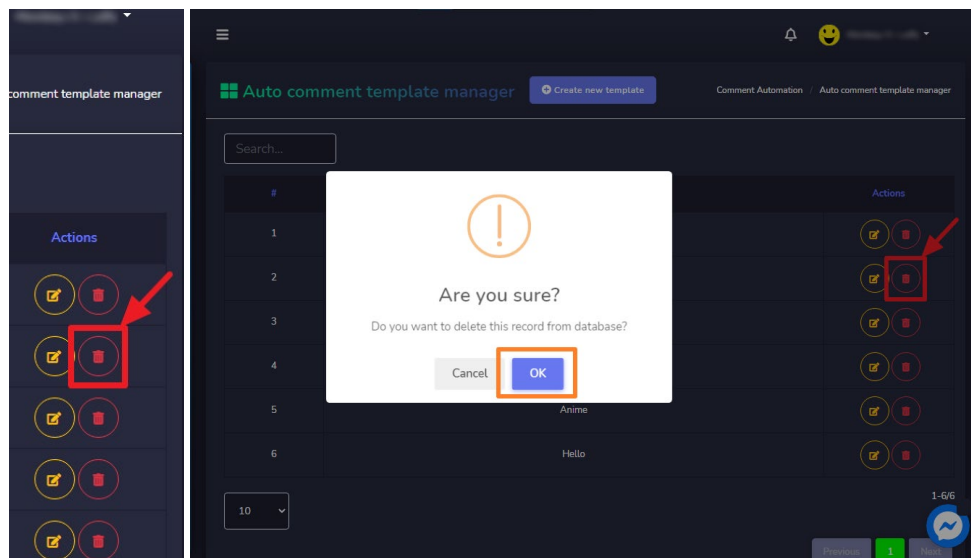 comment template manager
Actions
Auto comment template manager
Create new template
Comment Automation / Auto comment template manager
Search...
#
Actions
1
2
3
4
5
Anime
6
Hello
Are you sure?
Do you want to delete this record from database?
Cancel
OK
10
1-6/6
Previous
1
Next